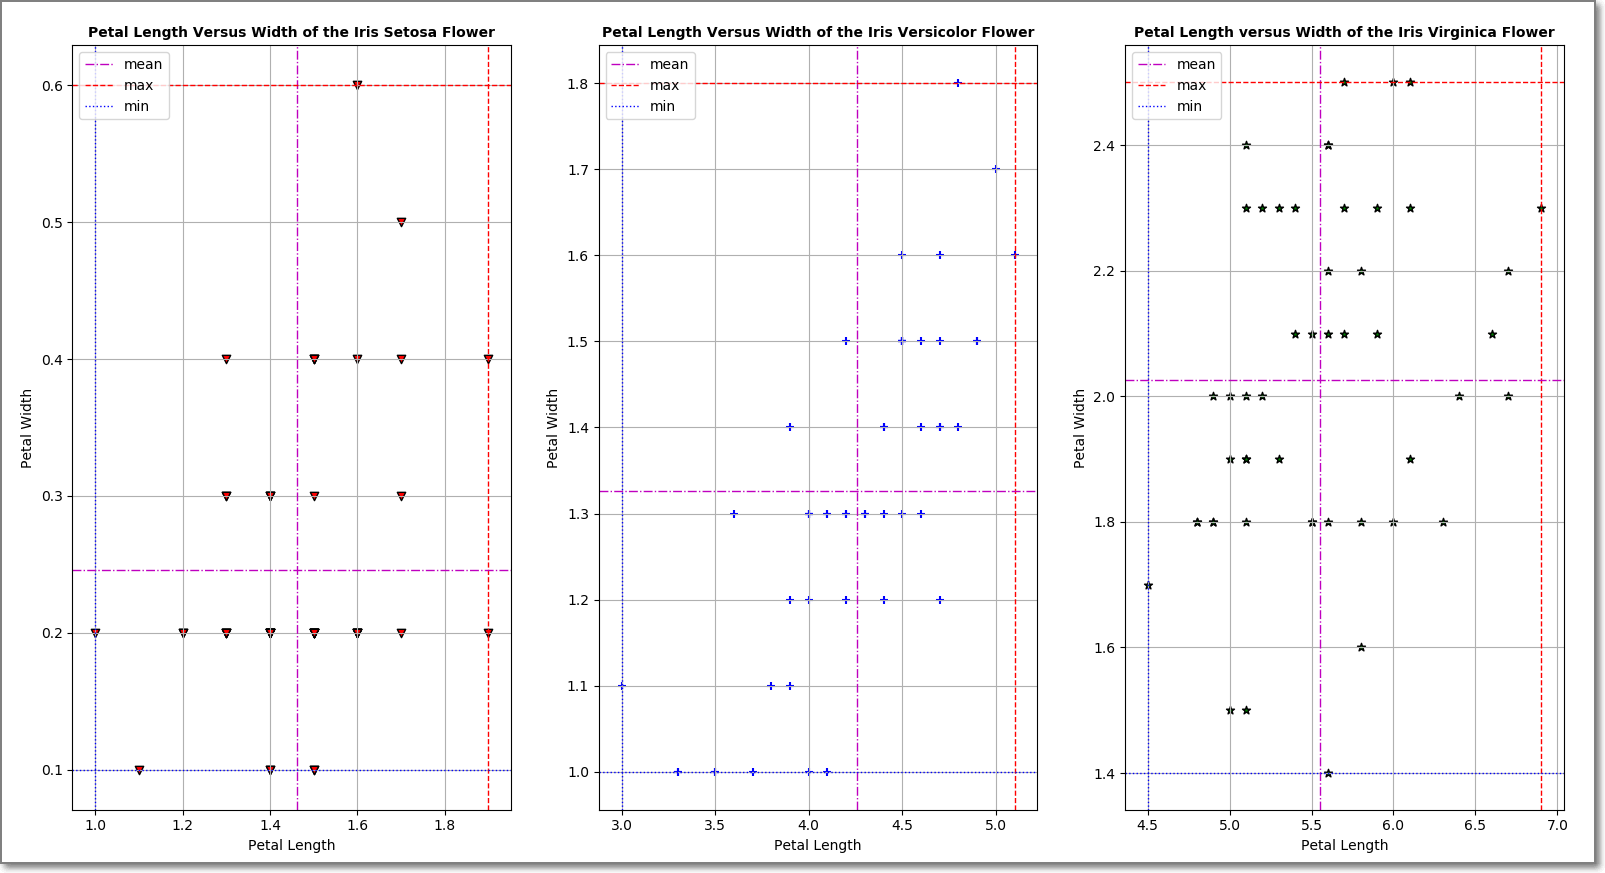 Petal Length Versus Width of the Iris Setosa Flower
mean
max
min
0.6
0.5
0.4
0.3
0.2
0.1
Petal Width
1.0 1.2 1.4 1.6 1.8
Petal Length
Petal Length Versus Width of the Iris Versicolor Flower
mean
max
min
1.8
1.7
1.6
1.5
1.4
1.3
1.2
1.1
1.0
Petal Width
3.0 3.5 4.0 4.5 5.0
Petal Length
Petal Length versus Width of the Iris Virginica Flower
mean
max
min
2.4
2.2
2.0
1.8
1.6
1.4
Petal Width
4.5 5.0 5.5 6.0 6.5 7.0
Petal Length